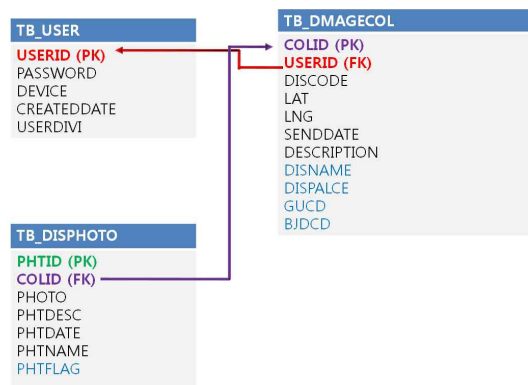 TB_USER
USERID (PK)
PASSWORD
DEVICE
CREATEDDATE
USERDIVI
TB_DMAGECOL
COLID (PK)
USERID (FK)
DISCODE
LAT
LNG
SENDDATE
DESCRIPTION
DISNAME
DISPALCE
GUCD
BJDCD
TB_DISPHOTO
PHTID (PK)
COLID (FK)
PHOTO
PHTDESC
PHTDATE
PHTNAME
PHTFLAG